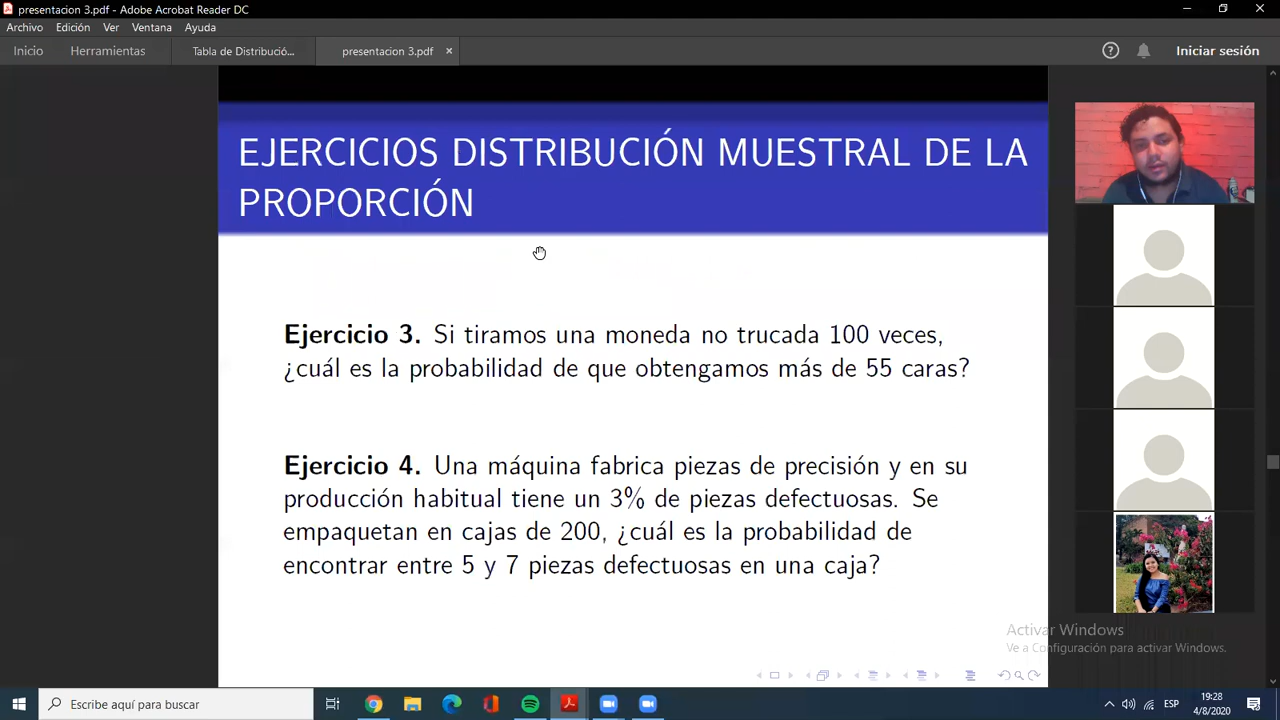 presentacion 3.pdf - Adobe Acrobat Reader DC
Archivo Edición Ver Ventana Ayuda
Inicio Herramientas Tabla de Distribució... presentacion 3.pdf × Iniciar sesión
EJERCICIOS DISTRIBUCIÓN MUESTRAL DE LA
PROPORCIÓN
Ejercicio 3. Si tiramos una moneda no trucada 100 veces,
¿cuál es la probabilidad de que obtengamos más de 55 caras?
Ejercicio 4. Una máquina fabrica piezas de precisión y en su
producción habitual tiene un 3% de piezas defectuosas. Se
empaquetan en cajas de 200, ¿cuál es la probabilidad de
encontrar entre 5 y 7 piezas defectuosas en una caja?
Activar Windows
Ve a Configuración para activar Windows.
Escribe aquí para buscar
ESP
19:28
4/8/2020